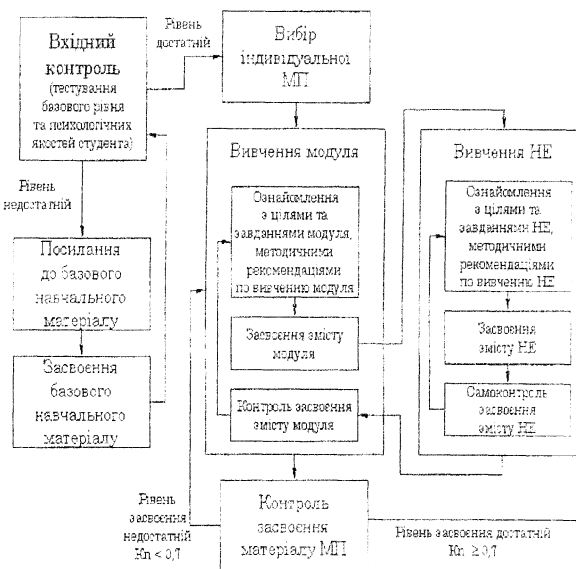 Вхідний
контроль
(тестування
базового рівня
та психологічних
якостей студента)
Рівень
достатній
Вибір
індивідуальної
МП
Рівень
недостатній
Посилання
до базового
навчального
матеріалу
Засвоєння
базового
навчального
матеріалу
Вивчення модуля
Ознайомлення
з цілями та
завданнями модуля,
методичними
рекомендаціями
по вивченню модуля
Засвоєння змісту
модуля
Контроль засвоєння
змісту модуля
Вивчення НЕ
Ознайомлення
з цілями та
завданнями НЕ,
методичними
рекомендаціями
по вивченню НЕ
Засвоєння
змісту НЕ
Самоконтроль
засвоєння
змісту НЕ
Рівень
засвоєння
недостатній
Kn < 0,7
Контроль
засвоєння
матеріалу МП
Рівень засвоєння достатній
Kn ≥ 0,7